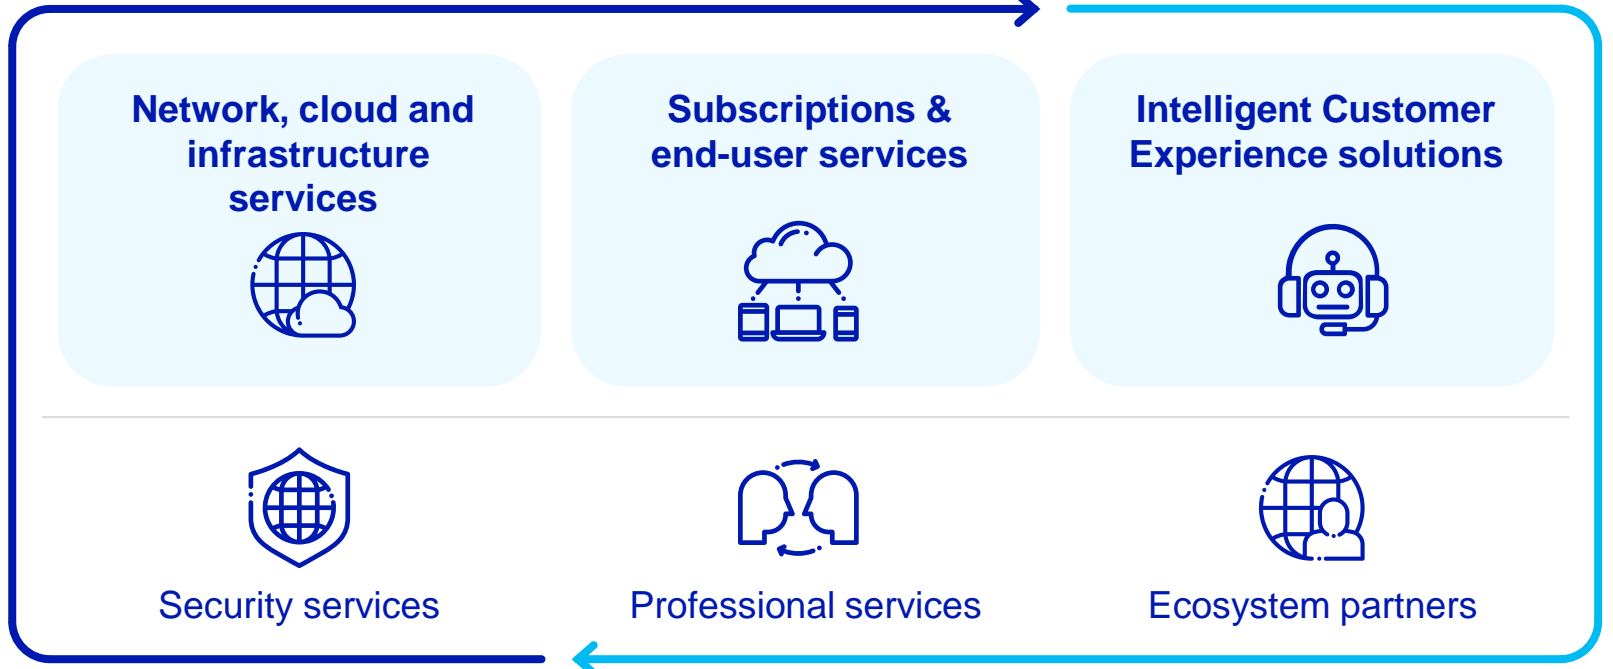 Network, cloud and
infrastructure
services
Subscriptions &
end-user services
Intelligent Customer
Experience solutions
Security services
Professional services
Ecosystem partners